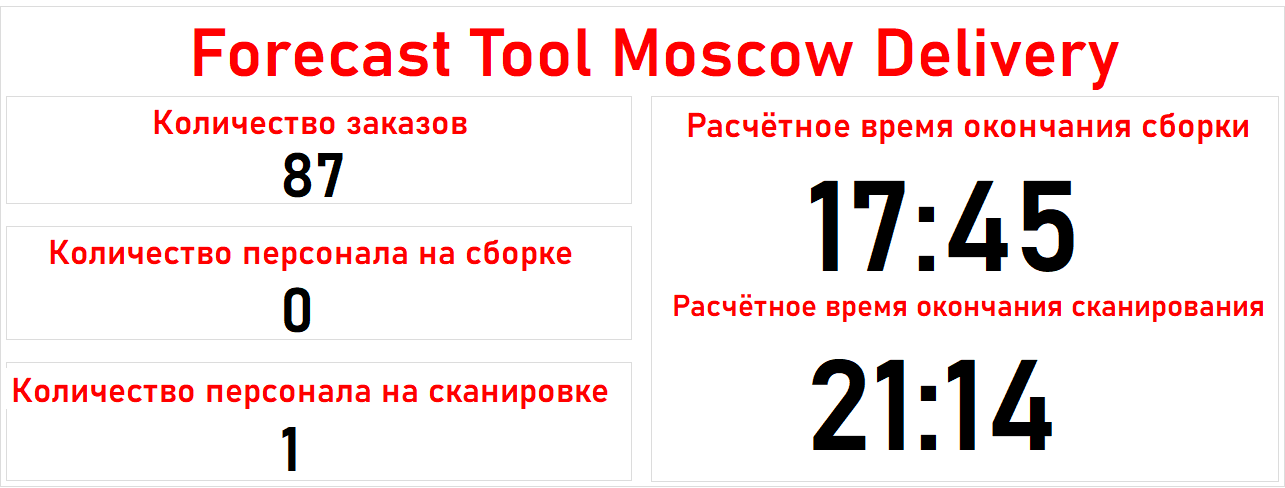 Forecast Tool Moscow Delivery
Количество заказов
87
Количество персонала на сборке
0
Количество персонала на сканировке
1
Расчётное время окончания сборки
17:45
Расчётное время окончания сканирования
21:14